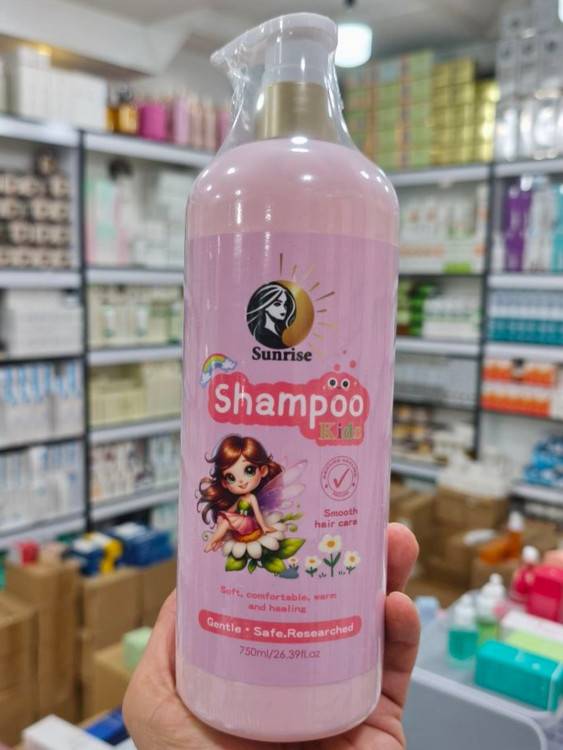 Sunrise
Shampoo
Kids
Smooth
hair care
Soft, comfortable, warm
and healing
Gentle • Safe.Researched
750ml/26.39fl.oz